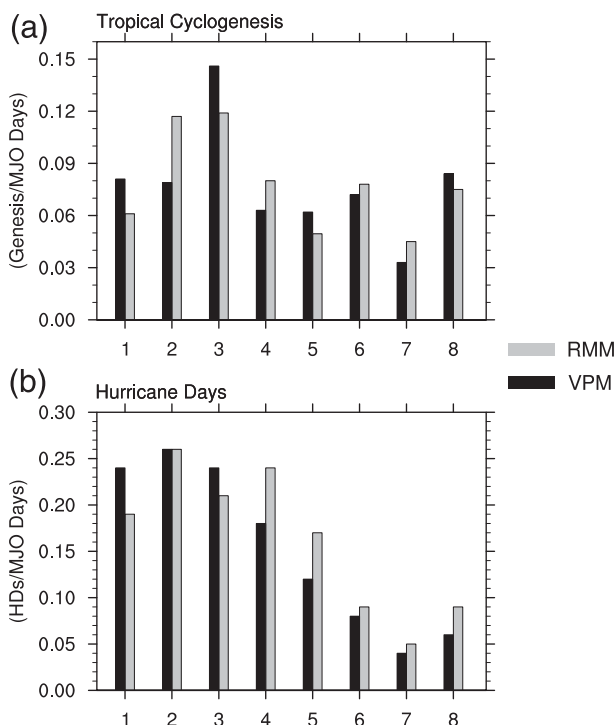 (a)
Tropical Cyclogenesis
(Genesis/MJO Days)
0.15
0.12
0.09
0.06
0.03
0.00
1 2 3 4 5 6 7 8
RMM
VPM
(b)
Hurricane Days
(HDs/MJO Days)
0.30
0.25
0.20
0.15
0.10
0.05
0.00
1 2 3 4 5 6 7 8